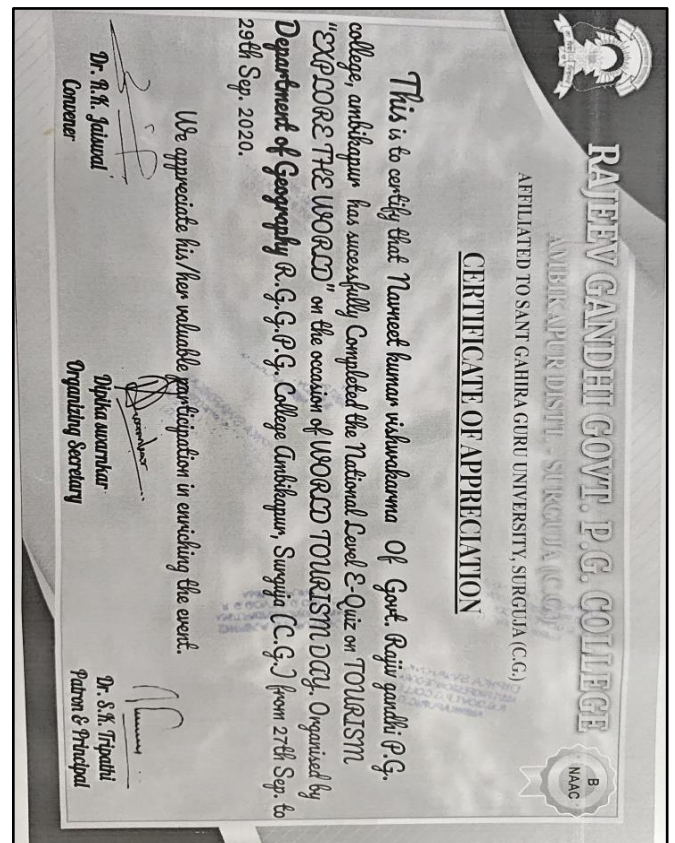 RAJEEV GANDHI GOVT. P.G. COLLEGE
AMBIKAPUR DISTT. - SURGUJA (C.G.)
AFFILIATED TO SANT GAHIRA GURU UNIVERSITY, SURGUJA (C.G.)
B
NAAC
CERTIFICATE OF APPRECIATION
This is to certify that Navneet kumar vishwakarma Of Govt. Rajiv gandhi P.G.
college, ambikapur has sucessfully Completed the National Level E-Quiz on TOURISM
"EXPLORE THE WORLD" on the occasion of WORLD TOURISM DAY. Organised by
Department of Geography R.G.G.P.G. College Ambikapur, Surguja (C.G.) from 27th Sep. to
29th Sep. 2020.
We appreciate his/her valuable participation in enriching the event.
Dr. R.K. Jaiswal
Convener
Dipika swarnkar
Organizing Secretary
Dr. S.K. Tripathi
Patron & Principal